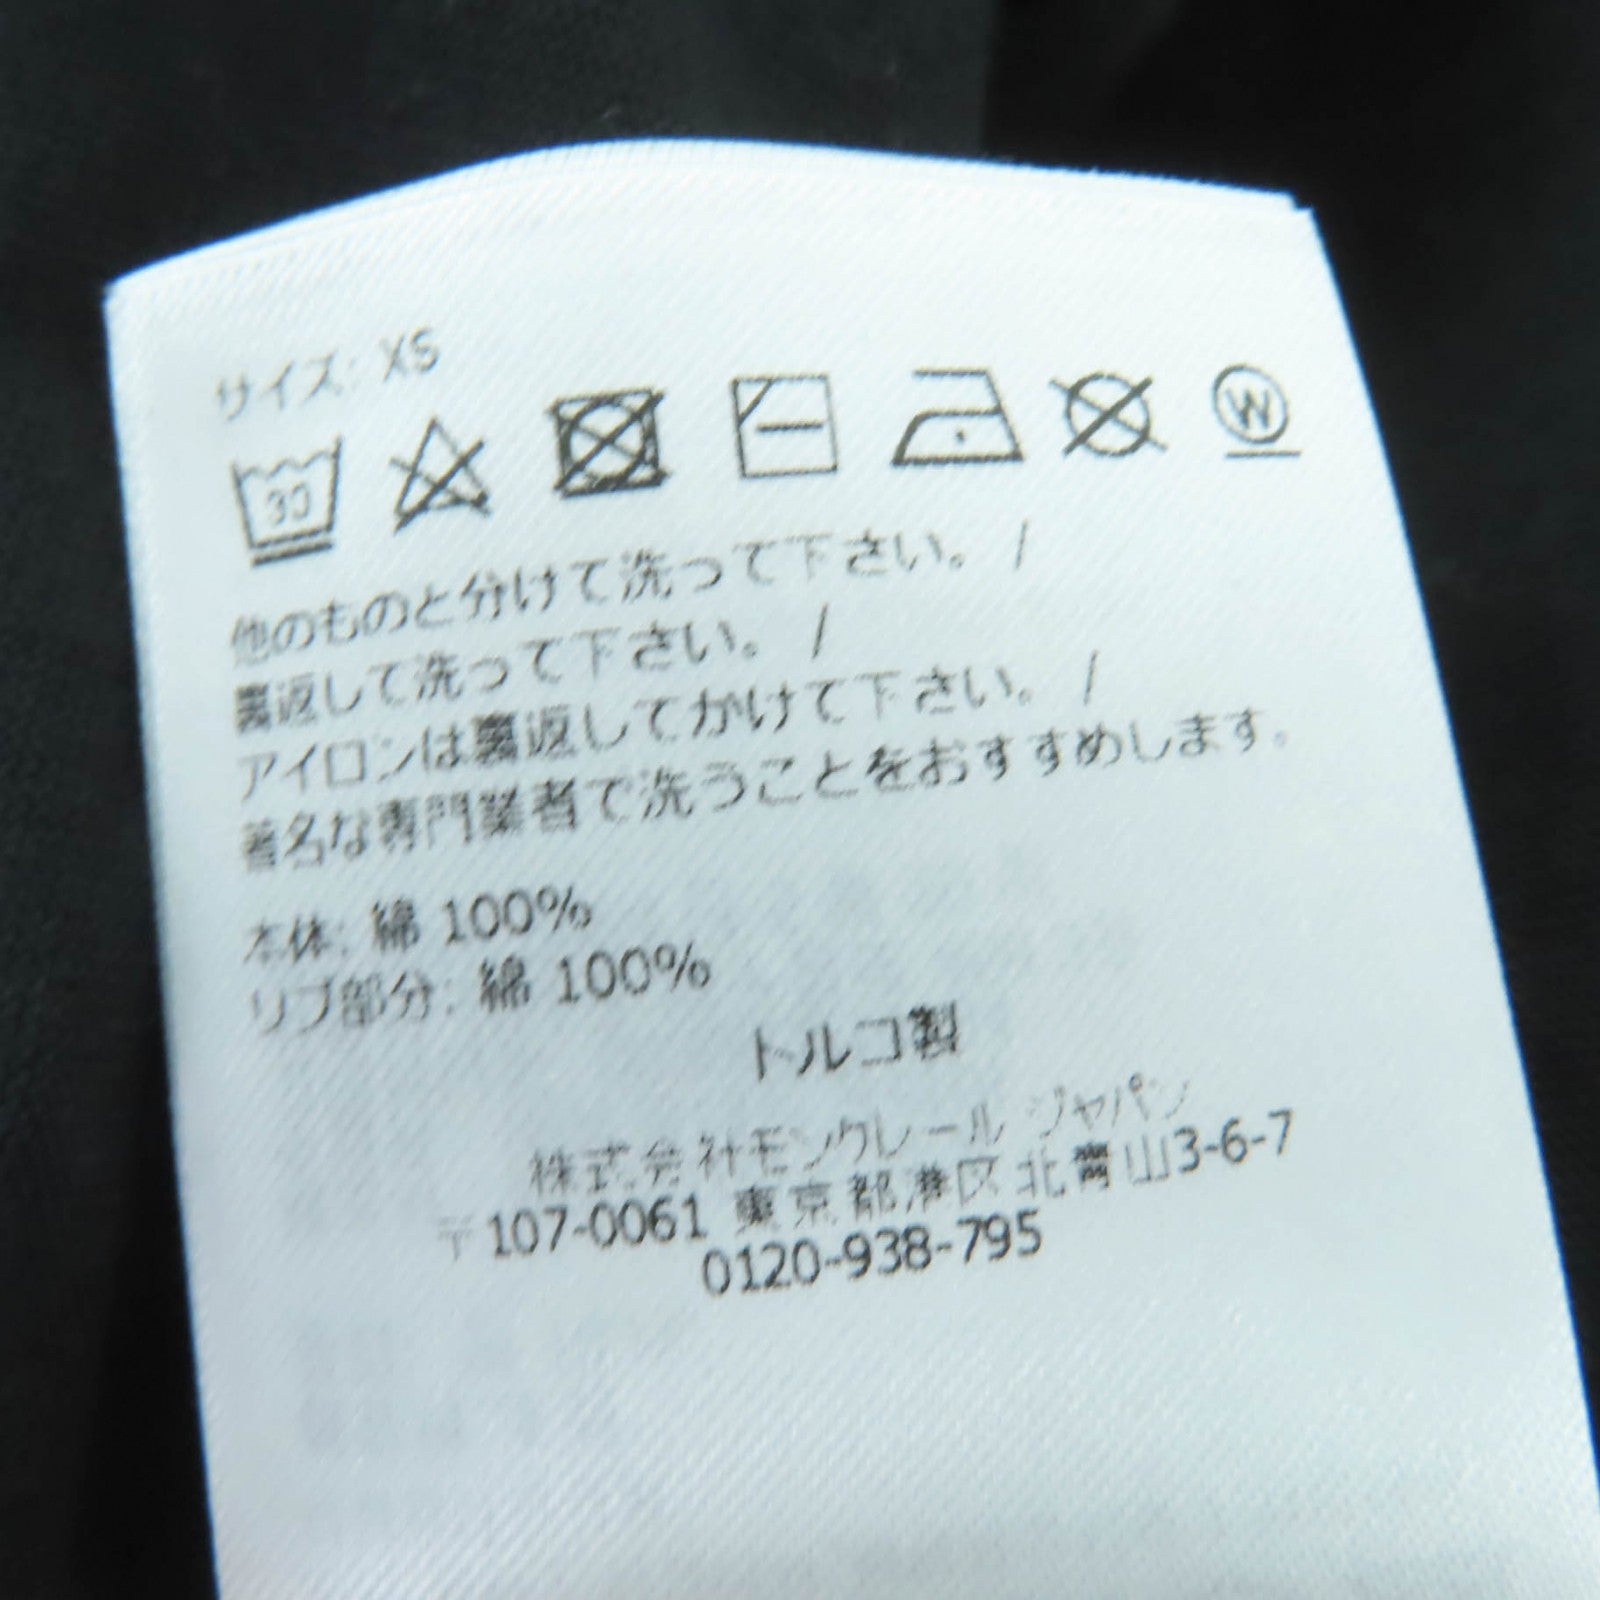 サイズ: XS
30
W
他のものと分けて洗って下さい。 /
裏返して洗って下さい。 /
アイロンは裏返してかけて下さい。 /
著名な専門業者で洗うことをおすすめします。
本体: 綿 100%
リブ部分: 綿 100%
トルコ製
株式会社モンクレール ジャパン
〒107-0061 東京都港区北青山3-6-7
0120-938-795